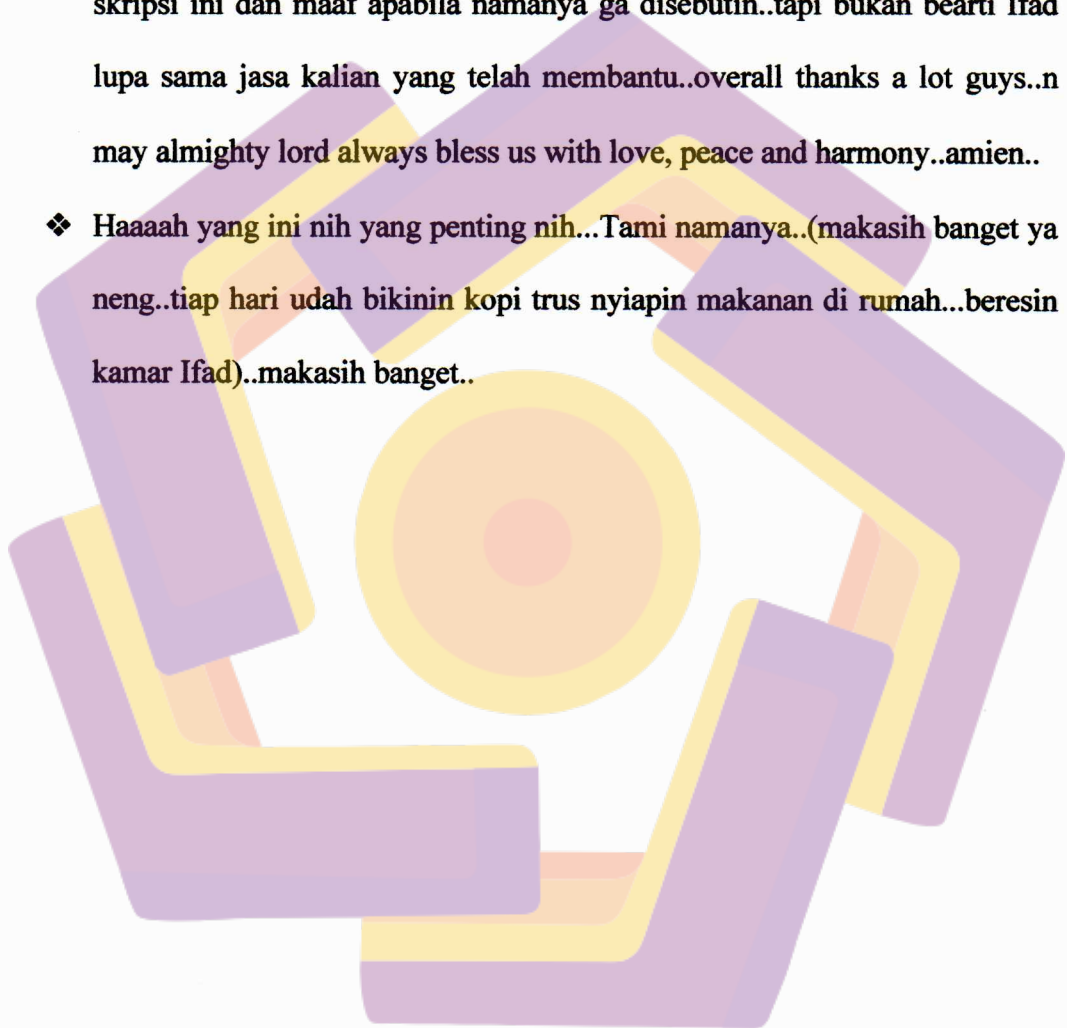 skripsi ini dan maaf apabila namanya ga disebutin..tapi bukan bearti Ifad
lupa sama jasa kalian yang telah membantu..overall thanks a lot guys..n
may almighty lord always bless us with love, peace and harmony..amien..
❖ Haaaah yang ini nih yang penting nih...Tami namanya..(makasih banget ya
neng..tiap hari udah bikinin kopi trus nyiapin makanan di rumah...beresin
kamar Ifad)..makasih banget..